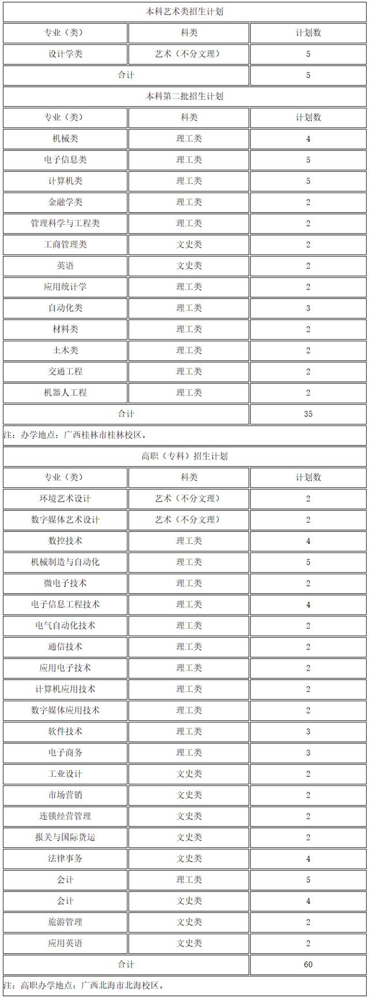 本科艺术类招生计划
专业（类） 科类 计划数
设计学类 艺术（不分文理） 5
合计 5
本科第二批招生计划
专业（类） 科类 计划数
机械类 理工类 4
电子信息类 理工类 5
计算机类 理工类 5
金融学类 理工类 2
管理科学与工程类 理工类 2
工商管理类 文史类 2
英语 文史类 2
应用统计学 理工类 2
自动化类 理工类 3
材料类 理工类 2
土木类 理工类 2
交通工程 理工类 2
机器人工程 理工类 2
合计 35
注：办学地点：广西桂林市桂林校区。
高职（专科）招生计划
专业（类） 科类 计划数
环境艺术设计 艺术（不分文理） 2
数字媒体艺术设计 艺术（不分文理） 2
数控技术 理工类 4
机械制造与自动化 理工类 5
微电子技术 理工类 2
电子信息工程技术 理工类 4
电气自动化技术 理工类 2
通信技术 理工类 2
应用电子技术 理工类 2
计算机应用技术 理工类 2
数字媒体应用技术 理工类 2
软件技术 理工类 3
电子商务 理工类 3
工业设计 文史类 2
市场营销 文史类 2
连锁经营管理 文史类 2
报关与国际货运 文史类 2
法律事务 文史类 4
会计 理工类 5
会计 文史类 4
旅游管理 文史类 2
应用英语 文史类 2
合计 60
注：高职办学地点：广西北海市北海校区。